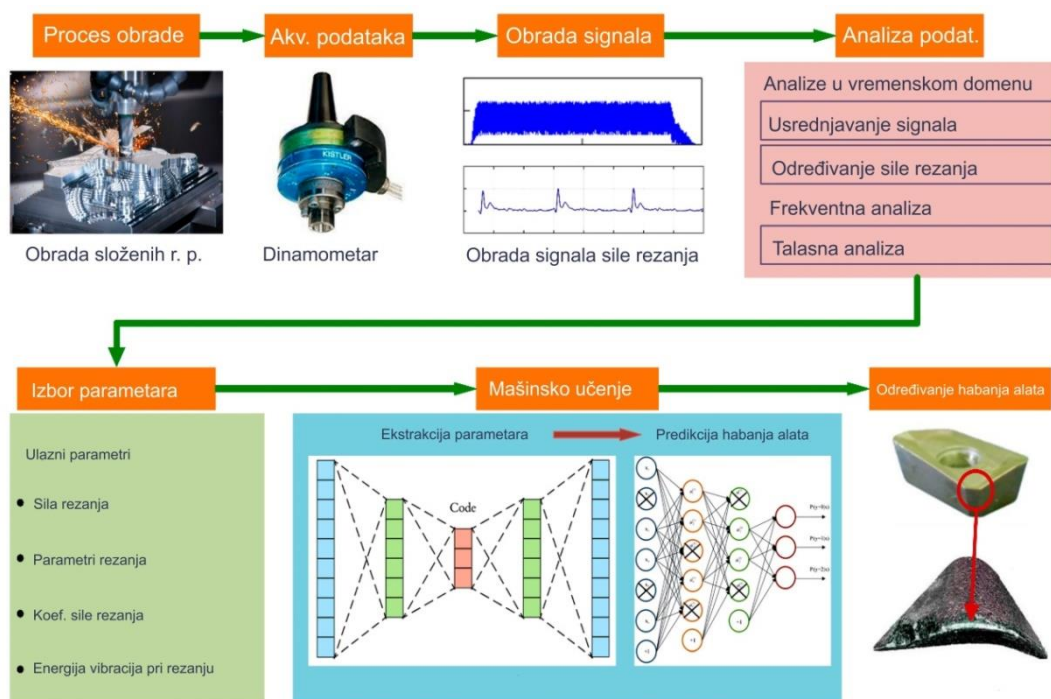 Proces obrade
Akv. podataka
Obrada signala
Analiza podat.
KISTLER
Obrada složenih r. p.
Dinamometar
Obrada signala sile rezanja
Analize u vremenskom domenu
Usrednjavanje signala
Određivanje sile rezanja
Frekventna analiza
Talasna analiza
Izbor parametara
Mašinsko učenje
Određivanje habanja alata
Ulazni parametri
• Sila rezanja
• Parametri rezanja
• Koef. sile rezanja
• Energija vibracija pri rezanju
Ekstrakcija parametara
Predikcija habanja alata
Code